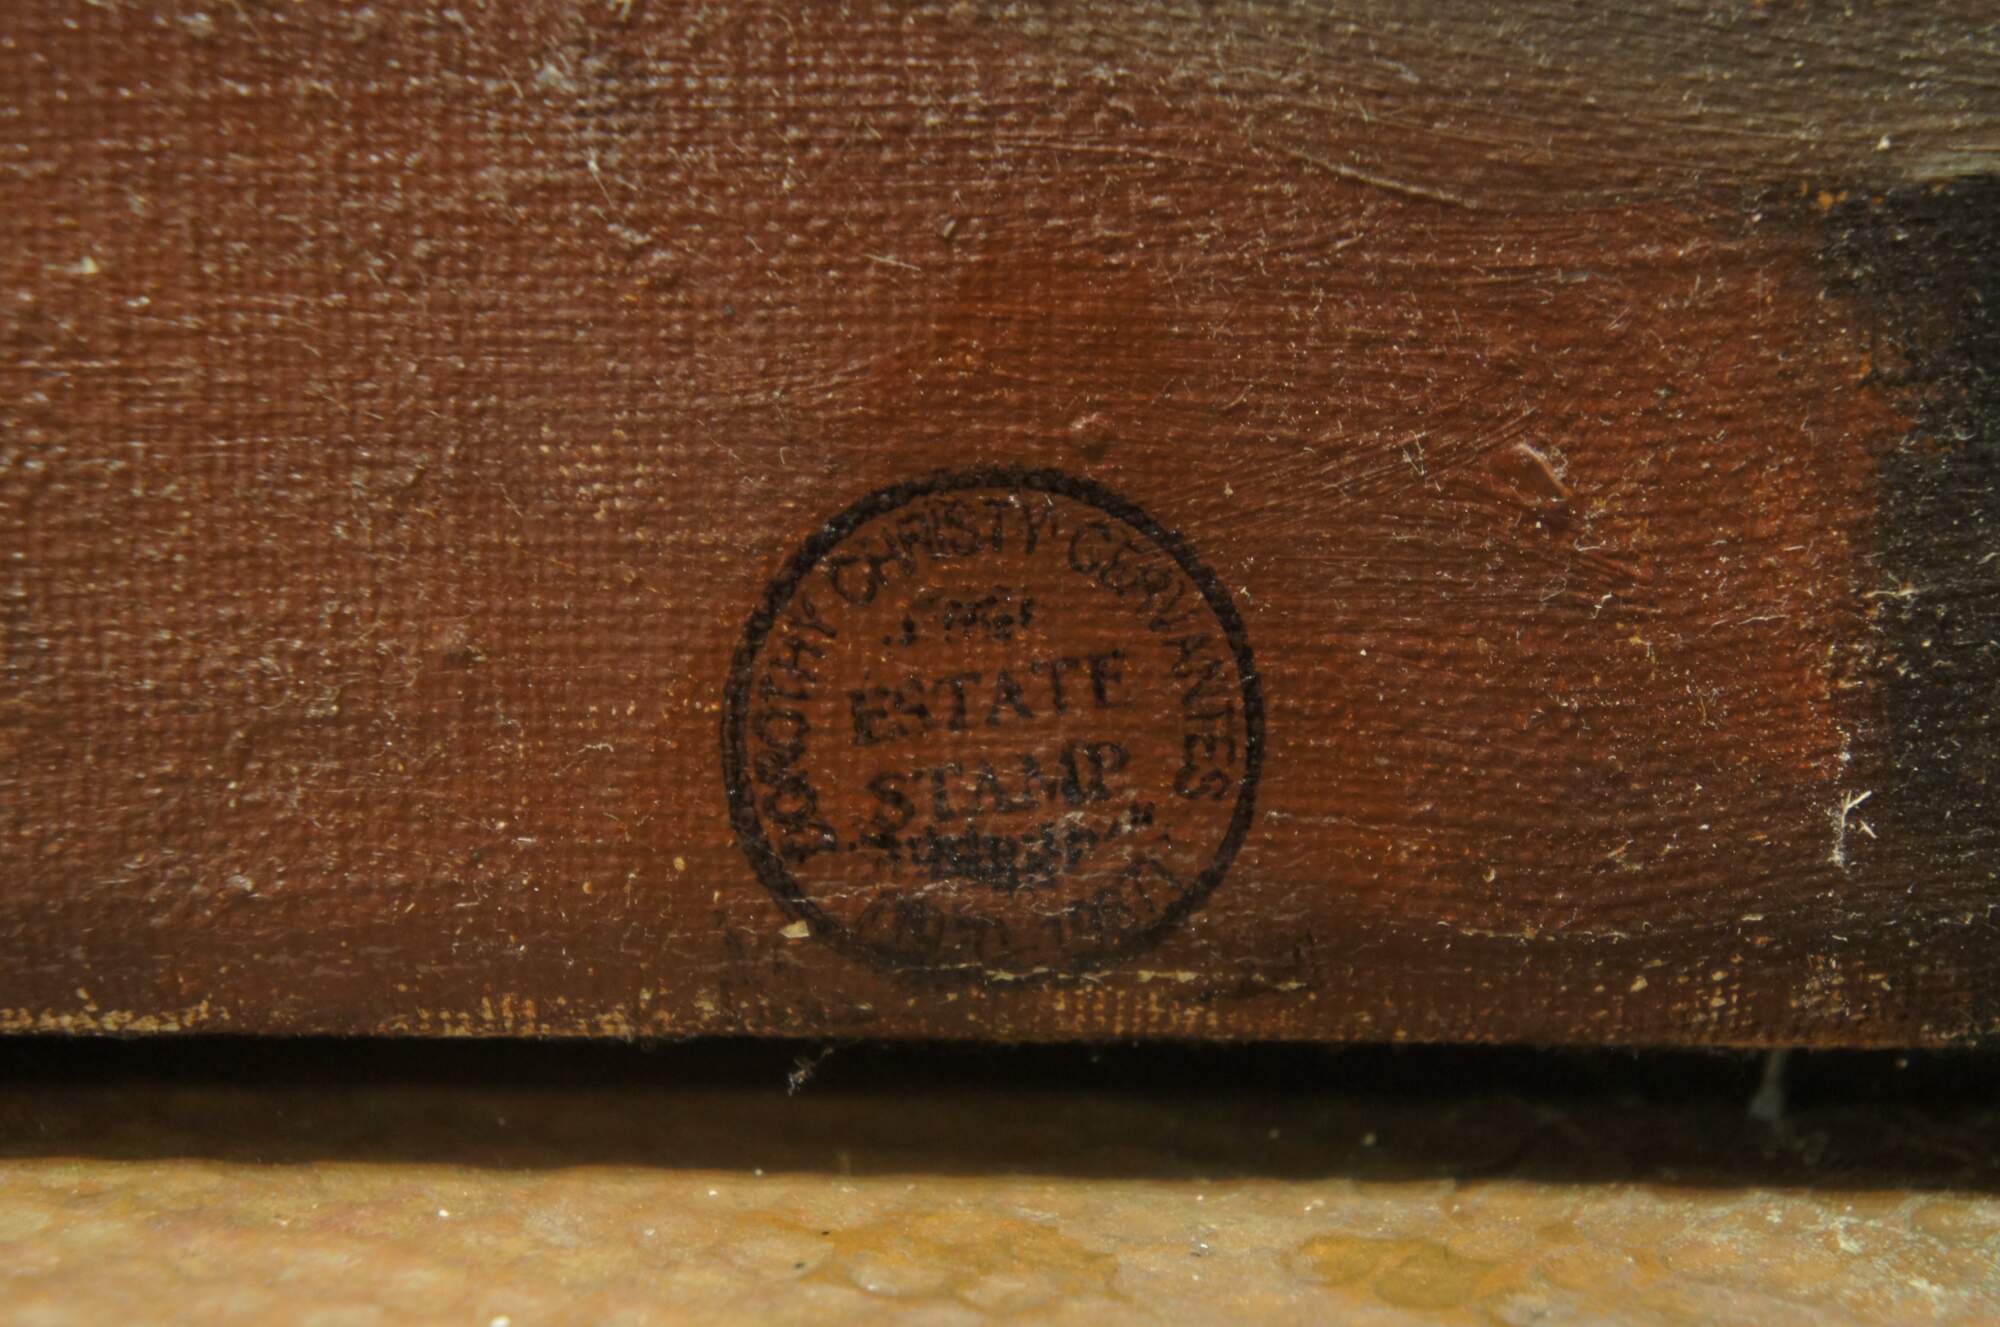 DOROTHY CHRISTY CERVANTES
ESTATE
STAMP